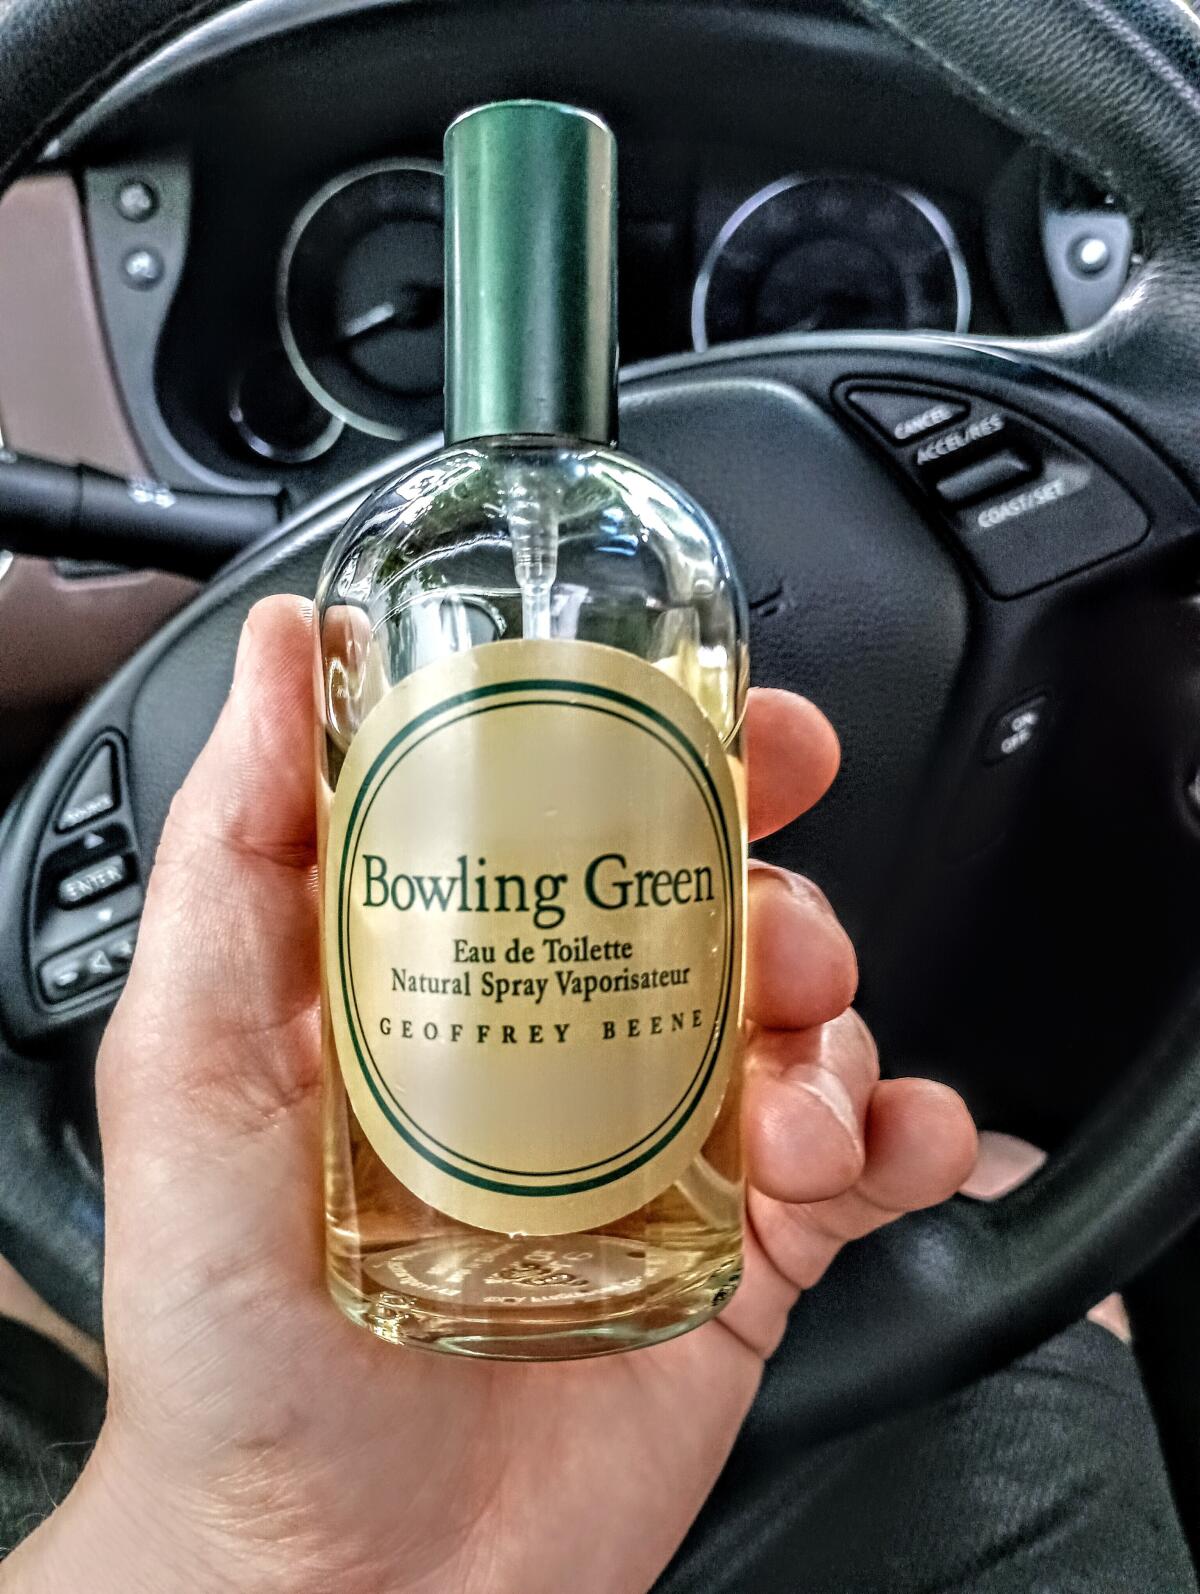 CANCEL
ACCEL/RES
COAST/SET
ON
OFF
ENTER
Bowling Green
Eau de Toilette
Natural Spray Vaporisateur
GEOFFREY BEENE